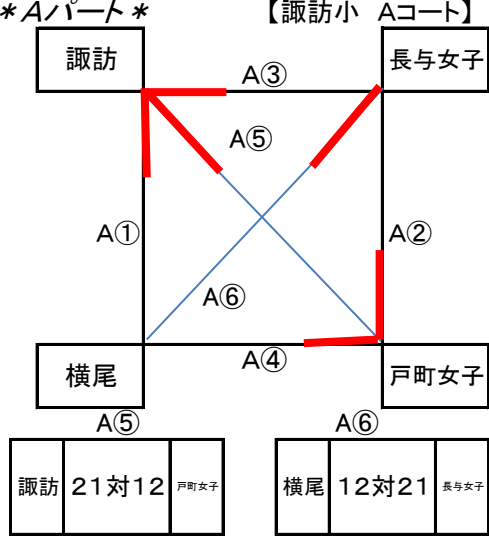 *Aパート*
【諏訪小 Aコート】
諏訪
長与女子
A③
A⑤
A①
A②
A⑥
A④
横尾
戸町女子
A⑤
A⑥
諏訪 21対12 戸町女子
横尾 12対21 長与女子